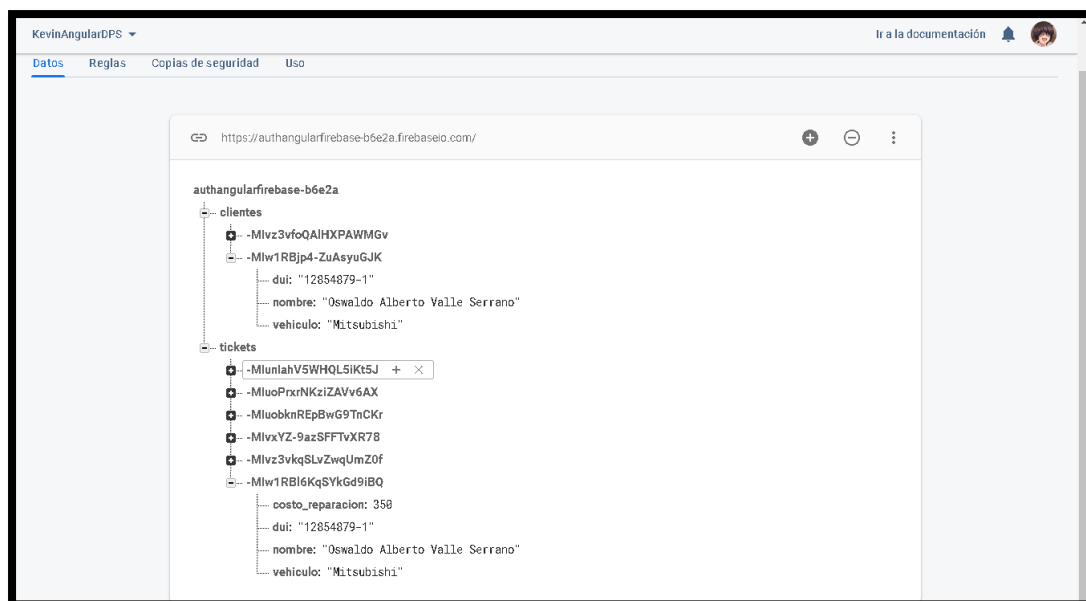 KevinAngularDPS Ir a la documentación
Datos Reglas Copias de seguridad Uso
https://authangularfirebase-b6e2a.firebaseio.com/
authangularfirebase-b6e2a
clientes
-MIvz3vfoQAlHXPAWMGv
-MIw1RBjp4-ZuAsyuGJK
dui: "12854879-1"
nombre: "Oswaldo Alberto Valle Serrano"
vehiculo: "Mitsubishi"
tickets
-MIunlahV5WHQL5iKt5J
-MIuoPrxrNKziZAVv6AX
-MIuobknREpBwG9TnCKr
-MIvxYZ-9azSFFTvXR78
-MIvz3vkqSLvZwqUmZ0f
-MIw1RBl6KqSYkGd9iBQ
costo_reparacion: 350
dui: "12854879-1"
nombre: "Oswaldo Alberto Valle Serrano"
vehiculo: "Mitsubishi"